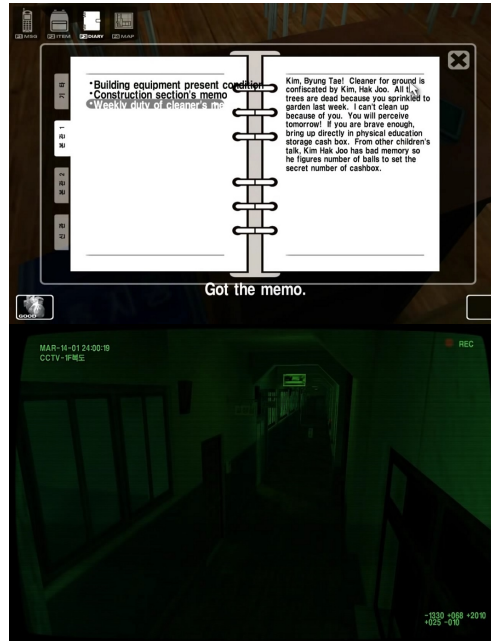 F1 MSG
F2 ITEM
F3 DIARY
F4 MAP
•Building equipment present condition
•Construction section's memo
•Weekly duty of cleaner's me
Kim, Byung Tae! Cleaner for ground is
confiscated by Kim, Hak Joo. All t
trees are dead because you sprinkled to
garden last week. I can't clean up
because of you. You will perceive
tomorrow! If you are brave enough,
bring up directly in physical education
storage cash box. From other children's
talk, Kim Hak Joo has bad memory so
he figures number of balls to set the
secret number of cashbox.
Got the memo.
GOOD
MAR-14-01 24:00:19
CCTV-1F복도
REC
-1330 +068 +2010
+025 -010